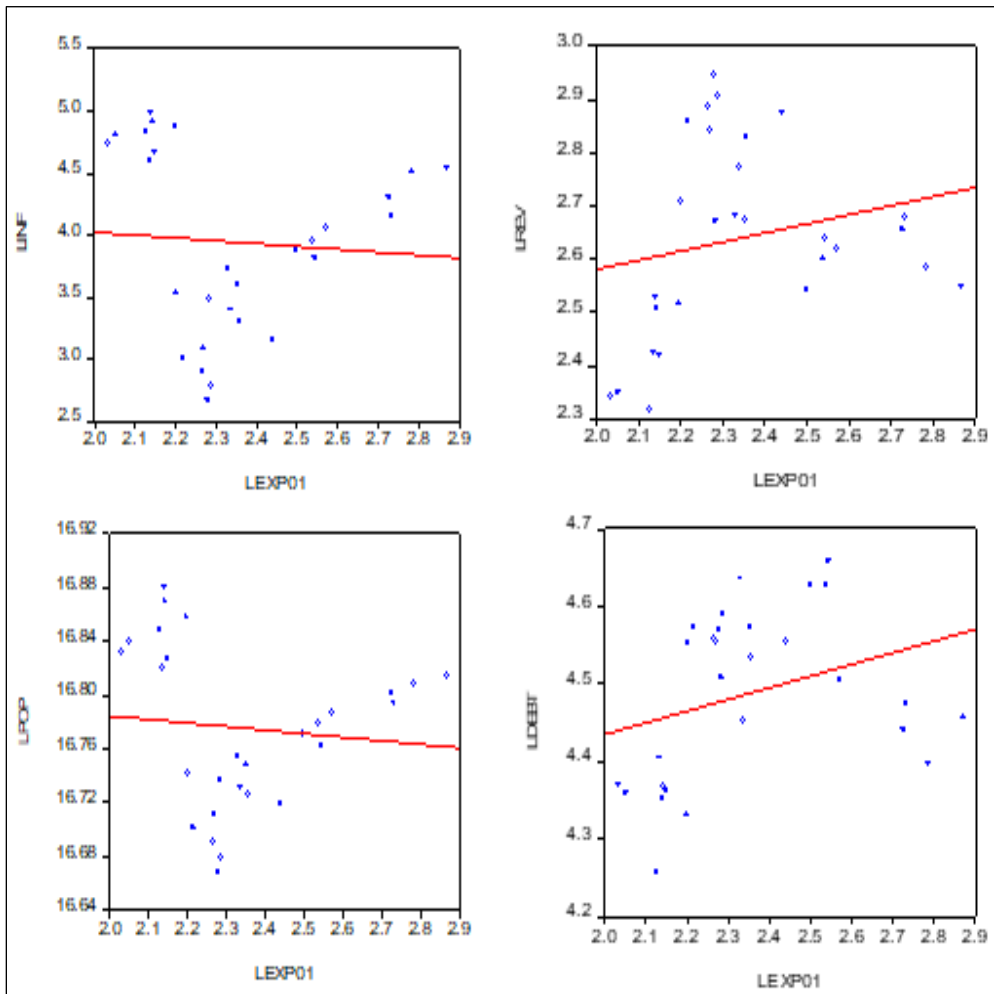 5.5
5.0
4.5
4.0
3.5
3.0
2.5
LINF
2.0 2.1 2.2 2.3 2.4 2.5 2.6 2.7 2.8 2.9
LEXP01
3.0
2.9
2.8
2.7
2.6
2.5
2.4
2.3
LREV
2.0 2.1 2.2 2.3 2.4 2.5 2.6 2.7 2.8 2.9
LEXP01
16.92
16.88
16.84
16.80
16.76
16.72
16.68
16.64
LPOP
2.0 2.1 2.2 2.3 2.4 2.5 2.6 2.7 2.8 2.9
LEXP01
4.7
4.6
4.5
4.4
4.3
4.2
LDEBT
2.0 2.1 2.2 2.3 2.4 2.5 2.6 2.7 2.8 2.9
LEXP01